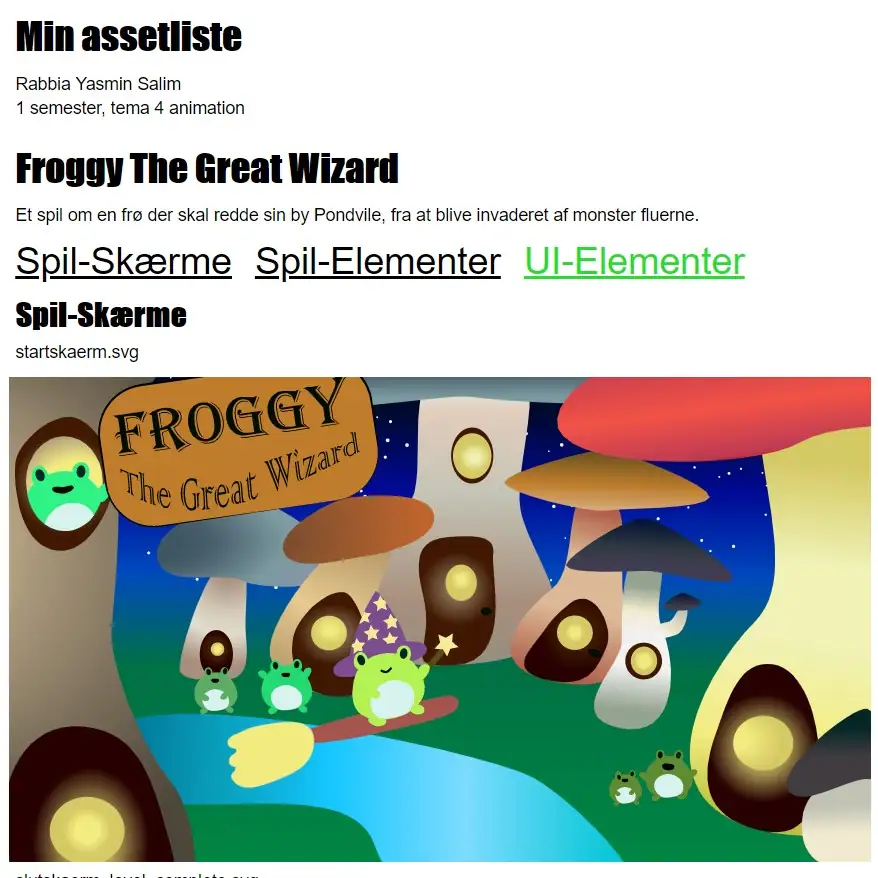 Min assetliste
Rabbia Yasmin Salim
1 semester, tema 4 animation
Froggy The Great Wizard
Et spil om en frø der skal redde sin by Pondvile, fra at blive invaderet af monster fluerne.
Spil-Skærme Spil-Elementer UI-Elementer
Spil-Skærme
startskaerm.svg
FROGGY
The Great Wizard